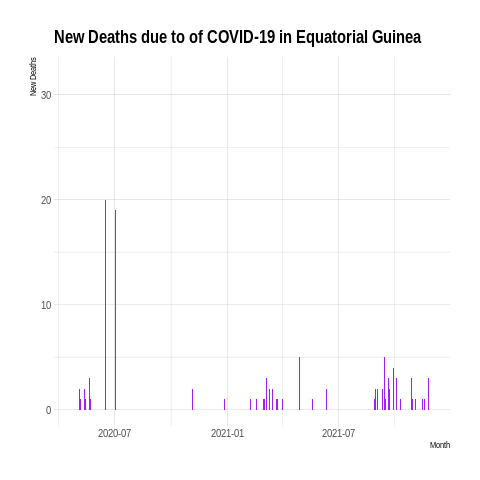 New Deaths due to of COVID-19 in Equatorial Guinea
New Deaths
30
20
10
0
2020-07 2021-01 2021-07
Month